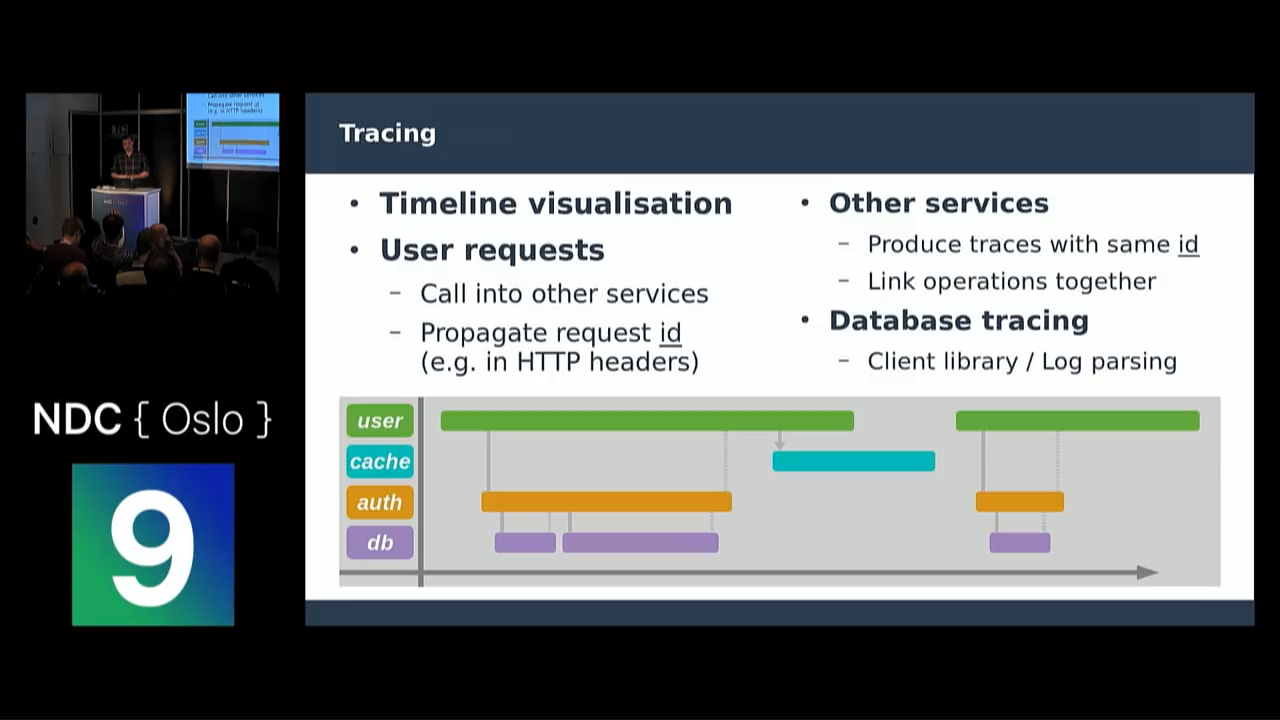 Tracing
• Timeline visualisation
• User requests
– Call into other services
– Propagate request id
(e.g. in HTTP headers)
• Other services
– Produce traces with same id
– Link operations together
• Database tracing
– Client library / Log parsing
user
cache
auth
db
NDC { Oslo }
9